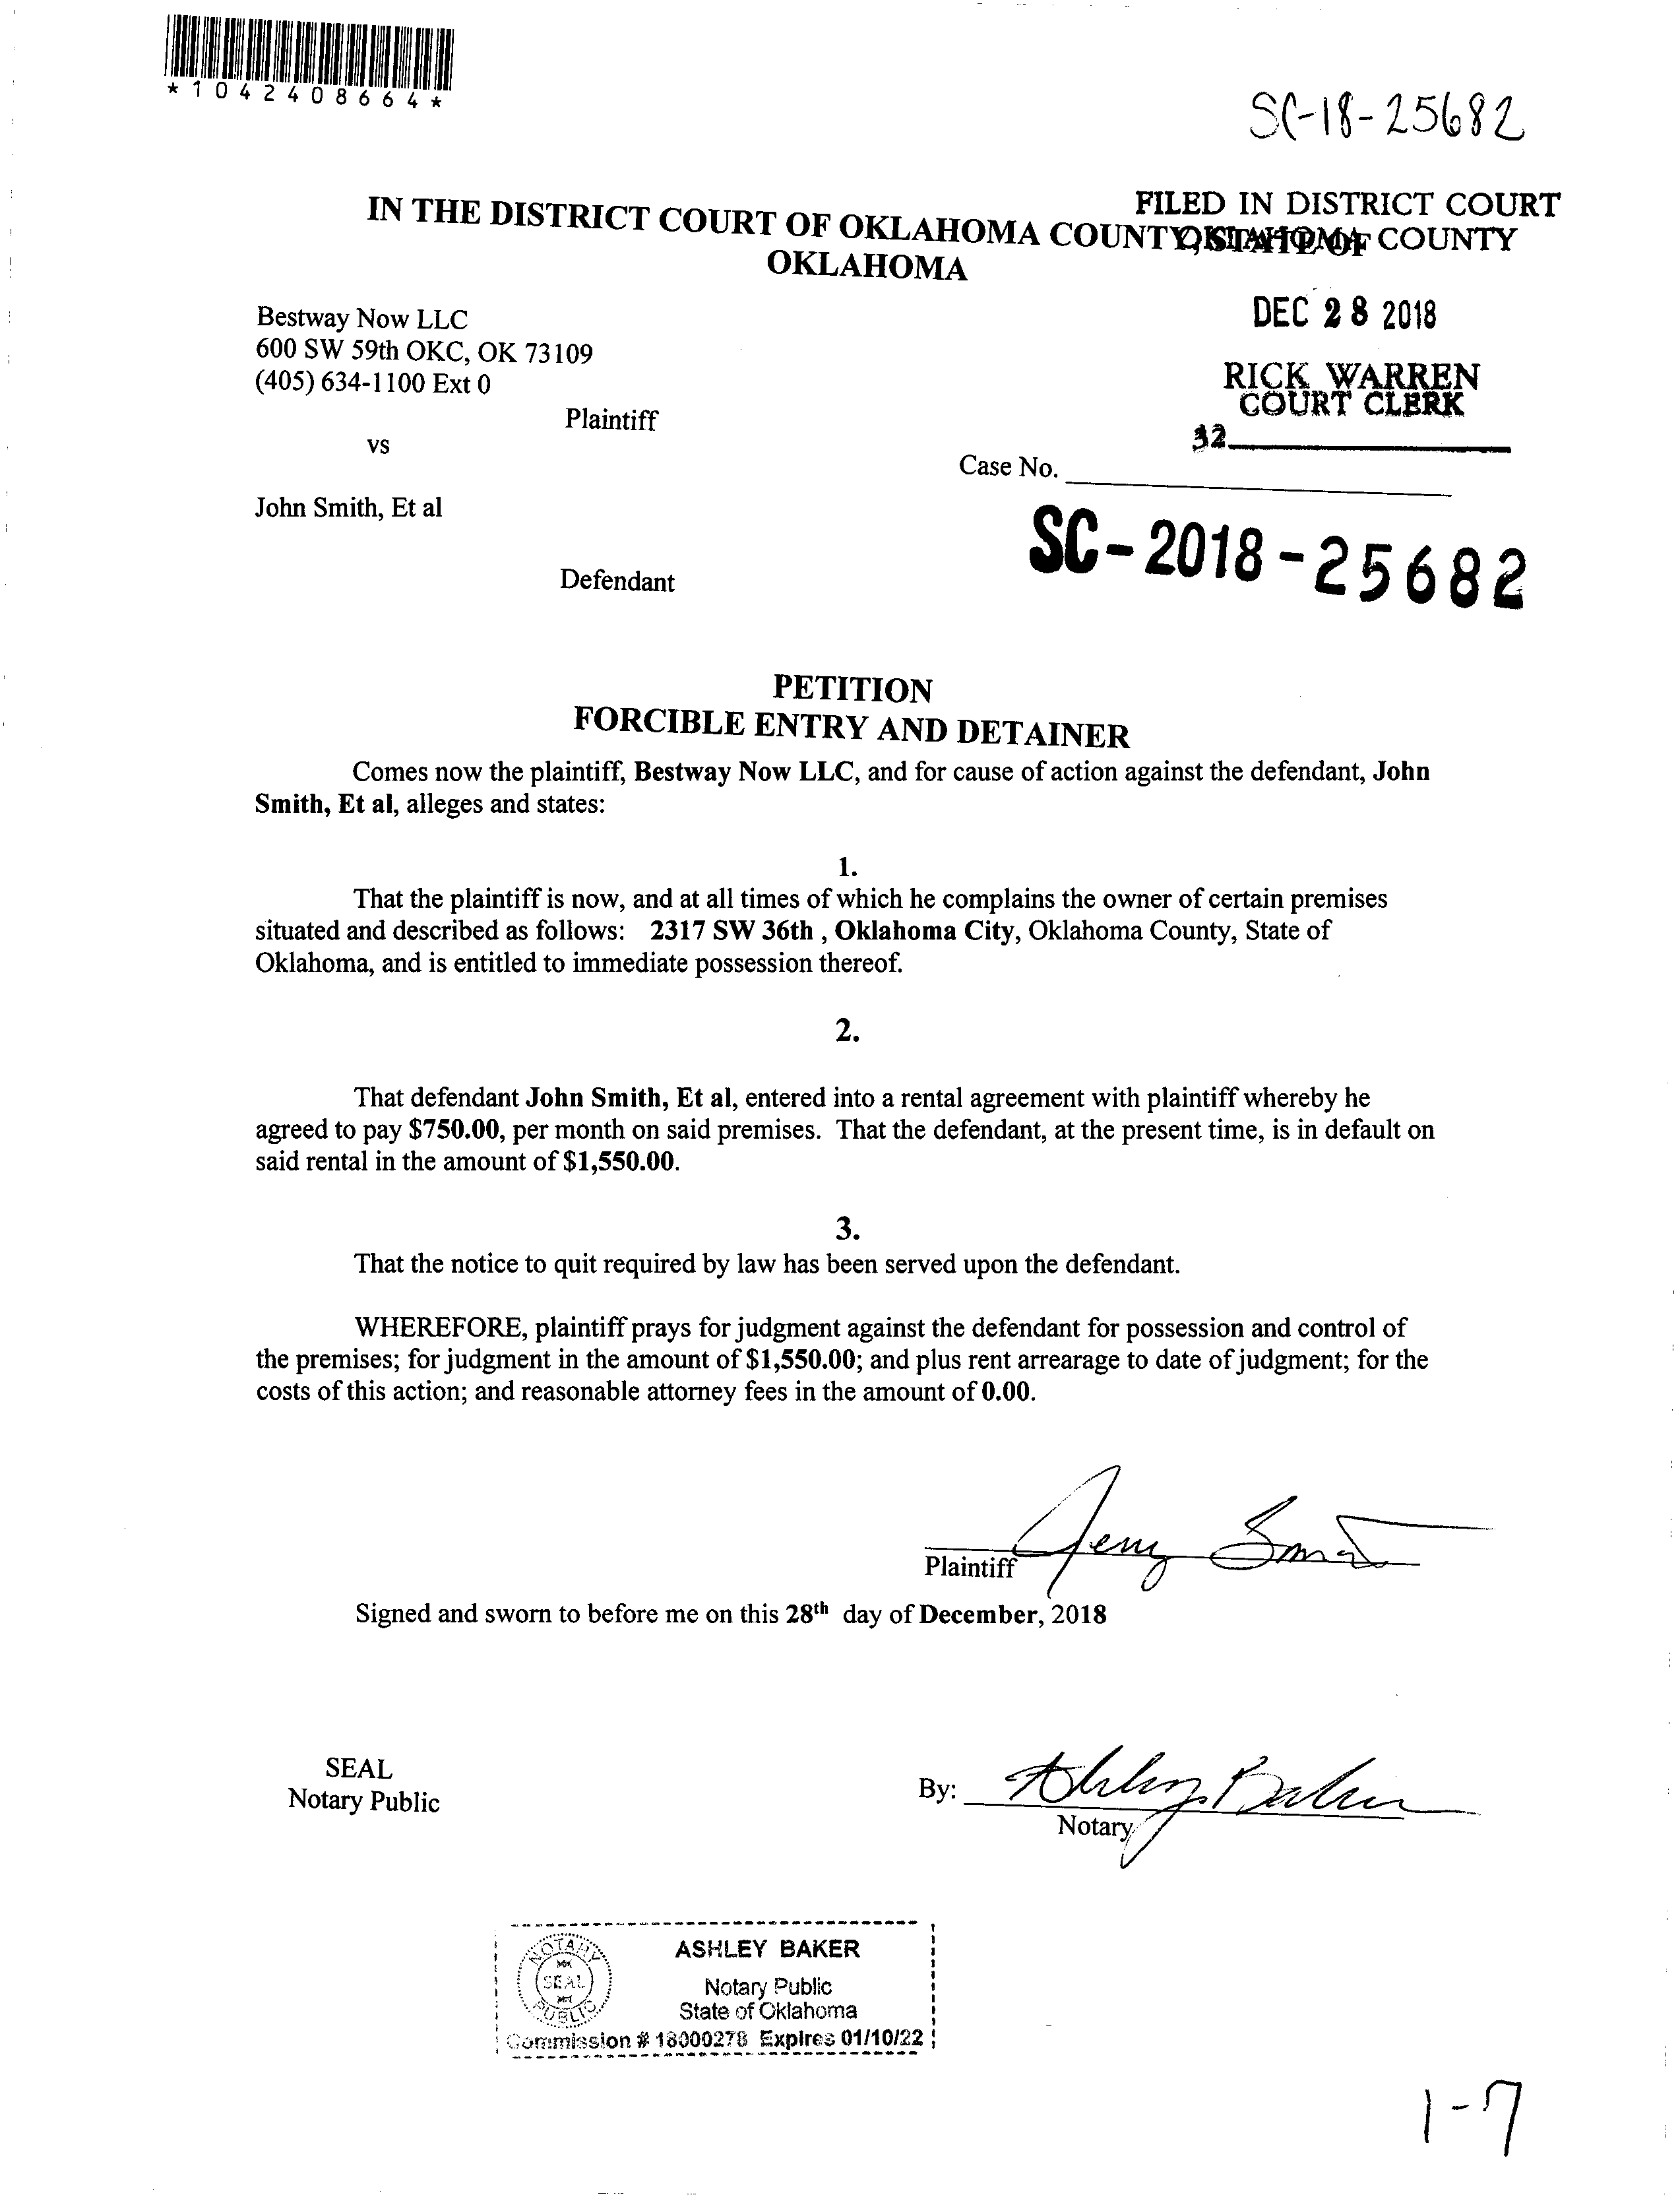 *1042408664*
SC-18-25682
FILED IN DISTRICT COURT
OKLAHOMA COUNTY
IN THE DISTRICT COURT OF OKLAHOMA COUNTY, STATE OF
OKLAHOMA
DEC 28 2018
RICK WARREN
COURT CLERK
32
Bestway Now LLC
600 SW 59th OKC, OK 73109
(405) 634-1100 Ext 0
Plaintiff
vs
Case No.
John Smith, Et al
SC-2018-25682
Defendant
PETITION
FORCIBLE ENTRY AND DETAINER
Comes now the plaintiff, Bestway Now LLC, and for cause of action against the defendant, John
Smith, Et al, alleges and states:
1.
That the plaintiff is now, and at all times of which he complains the owner of certain premises
situated and described as follows: 2317 SW 36th , Oklahoma City, Oklahoma County, State of
Oklahoma, and is entitled to immediate possession thereof.
2.
That defendant John Smith, Et al, entered into a rental agreement with plaintiff whereby he
agreed to pay $750.00, per month on said premises. That the defendant, at the present time, is in default on
said rental in the amount of $1,550.00.
3.
That the notice to quit required by law has been served upon the defendant.
WHEREFORE, plaintiff prays for judgment against the defendant for possession and control of
the premises; for judgment in the amount of $1,550.00; and plus rent arrearage to date of judgment; for the
costs of this action; and reasonable attorney fees in the amount of 0.00.
Plaintiff
Signed and sworn to before me on this 28th day of December, 2018
SEAL
Notary Public
By: Ashley Baker
Notary
NOTARY
SEAL
PUBLIC
ASHLEY BAKER
Notary Public
State of Oklahoma
Commission # 18000278 Expires 01/10/22
1-7